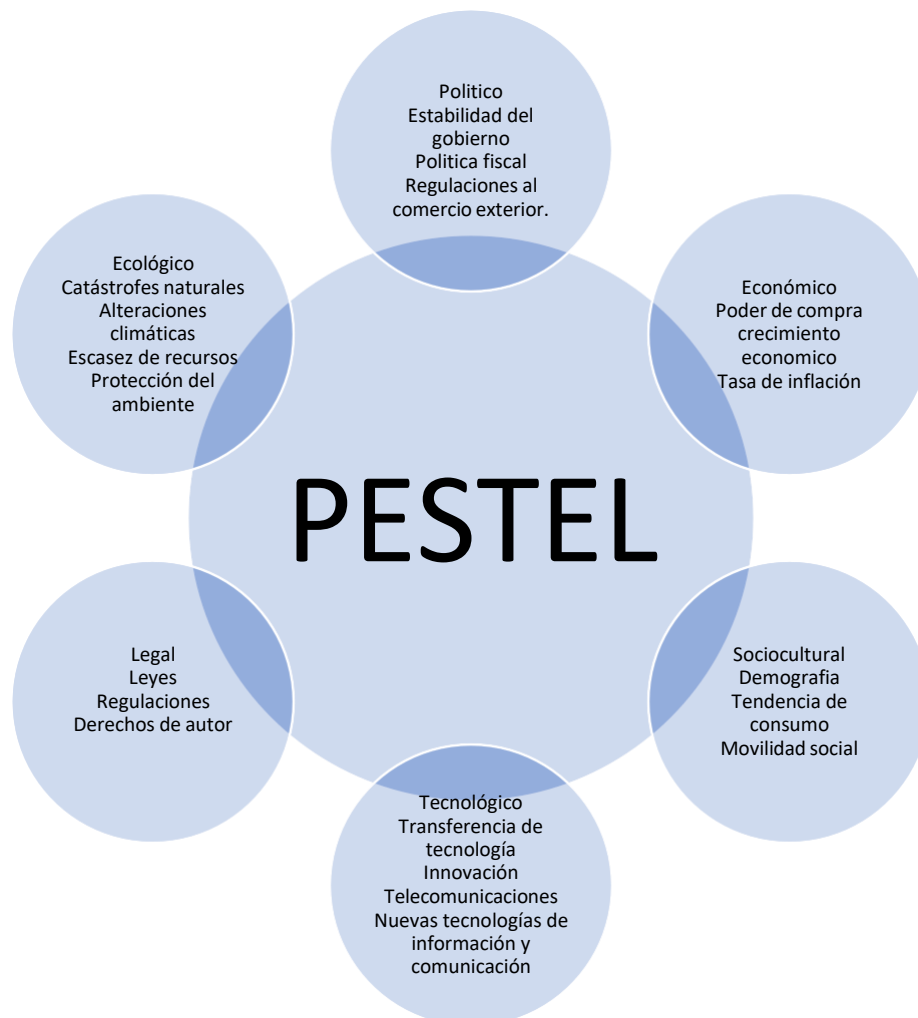 Politico
Estabilidad del
gobierno
Politica fiscal
Regulaciones al
comercio exterior.
Económico
Poder de compra
crecimiento
economico
Tasa de inflación
Sociocultural
Demografia
Tendencia de
consumo
Movilidad social
Tecnológico
Transferencia de
tecnología
Innovación
Telecomunicaciones
Nuevas tecnologías de
información y
comunicación
Legal
Leyes
Regulaciones
Derechos de autor
Ecológico
Catástrofes naturales
Alteraciones
climáticas
Escasez de recursos
Protección del
ambiente
PESTEL